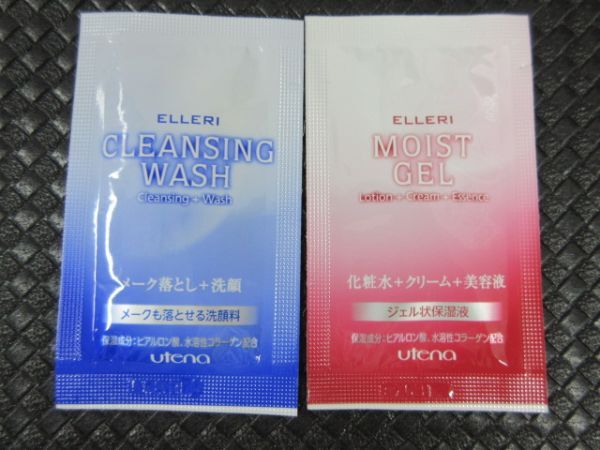 ELLERI
CLEANSING
WASH
Cleansing + Wash
メーク落とし+洗顔
メークも落とせる洗顔料
保湿成分:ヒアルロン酸、水溶性コラーゲン配合
utena
ELLERI
MOIST
GEL
Lotion + Cream + Essence
化粧水+クリーム+美容液
ジェル状保湿液
保湿成分:ヒアルロン酸、水溶性コラーゲン配合
utena